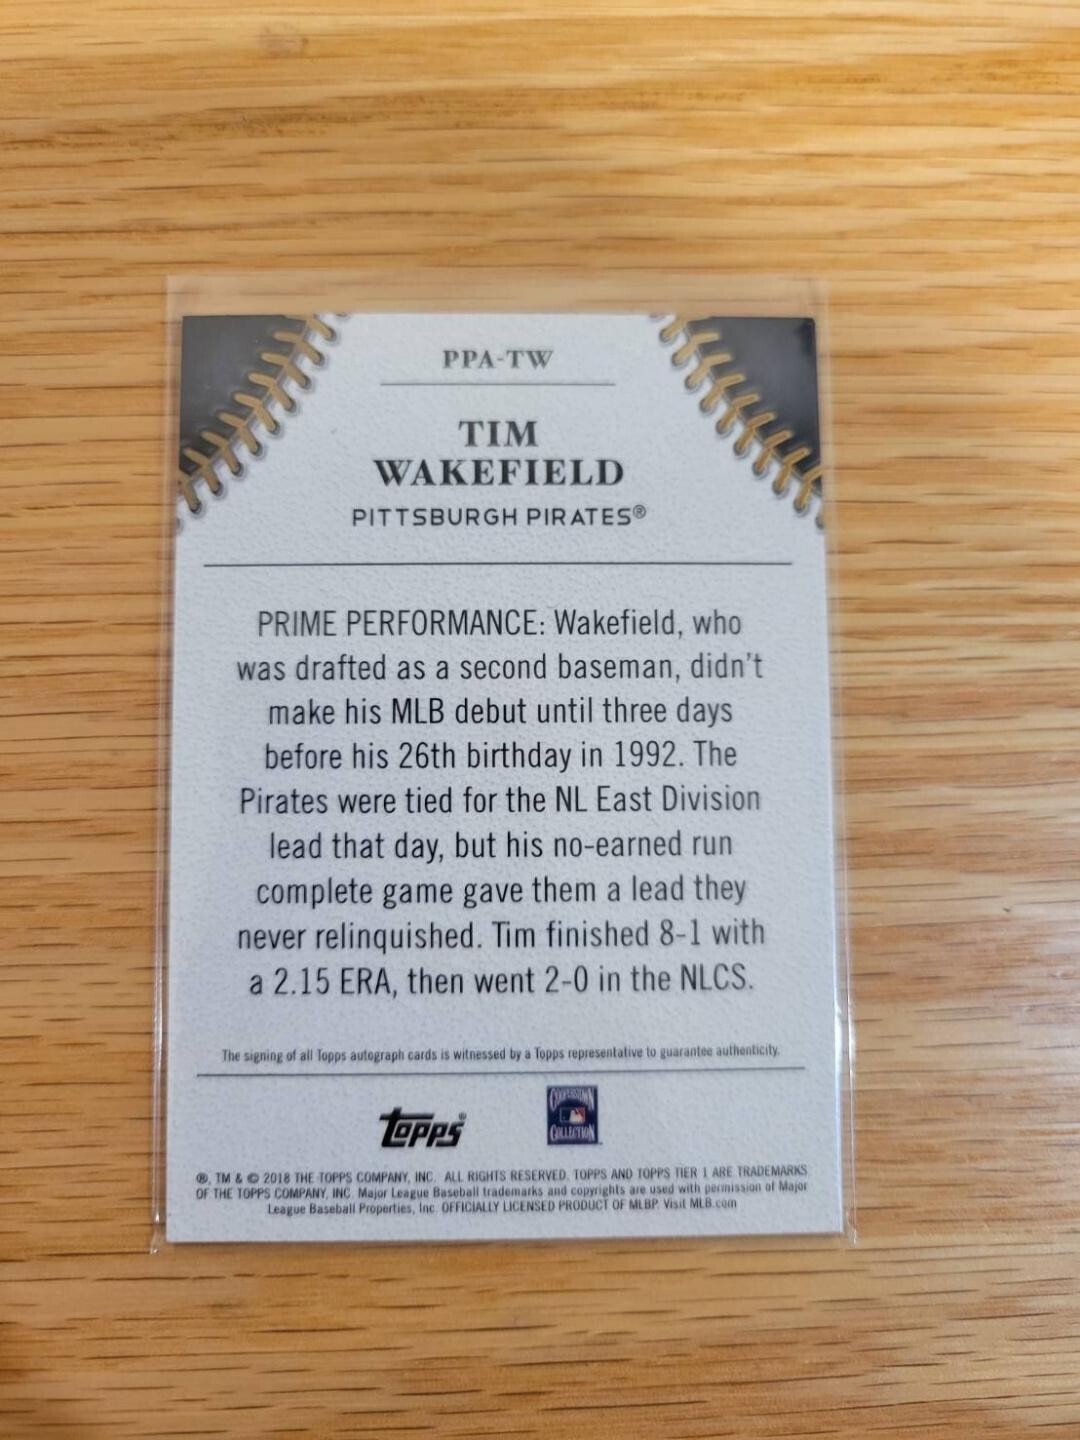 PPA-TW
TIM
WAKEFIELD
PITTSBURGH PIRATES®
PRIME PERFORMANCE: Wakefield, who
was drafted as a second baseman, didn't
make his MLB debut until three days
before his 26th birthday in 1992. The
Pirates were tied for the NL East Division
lead that day, but his no-earned run
complete game gave them a lead they
never relinquished. Tim finished 8-1 with
a 2.15 ERA, then went 2-0 in the NLCS.
The signing of all Topps autograph cards is witnessed by a Topps representative to guarantee authenticity.
topps®
COOPERSTOWN
COLLECTION
®, TM & © 2018 THE TOPPS COMPANY, INC. ALL RIGHTS RESERVED. TOPPS AND TOPPS TIER 1 ARE TRADEMARKS
OF THE TOPPS COMPANY, INC. Major League Baseball trademarks and copyrights are used with permission of Major
League Baseball Properties, Inc. OFFICIALLY LICENSED PRODUCT OF MLBP. Visit MLB.com